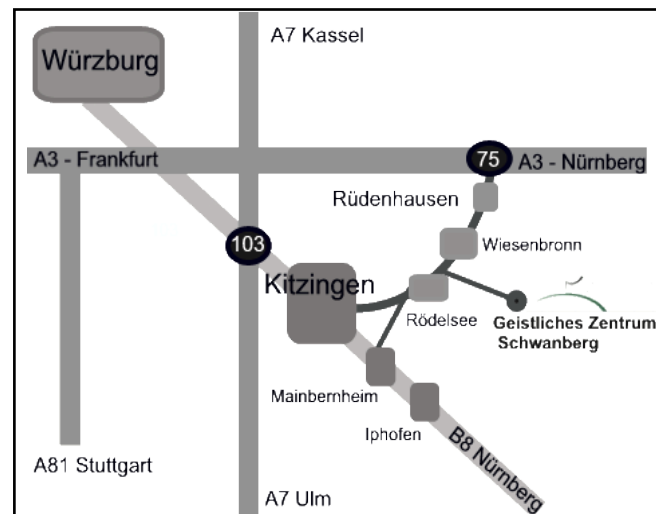 A7 Kassel
Würzburg
A3 - Frankfurt
75
A3 - Nürnberg
Rüdenhausen
103
Wiesenbronn
Kitzingen
Rödelsee
Geistliches Zentrum
Schwanberg
Mainbernheim
Iphofen
B8 Nürnberg
A81 Stuttgart
A7 Ulm